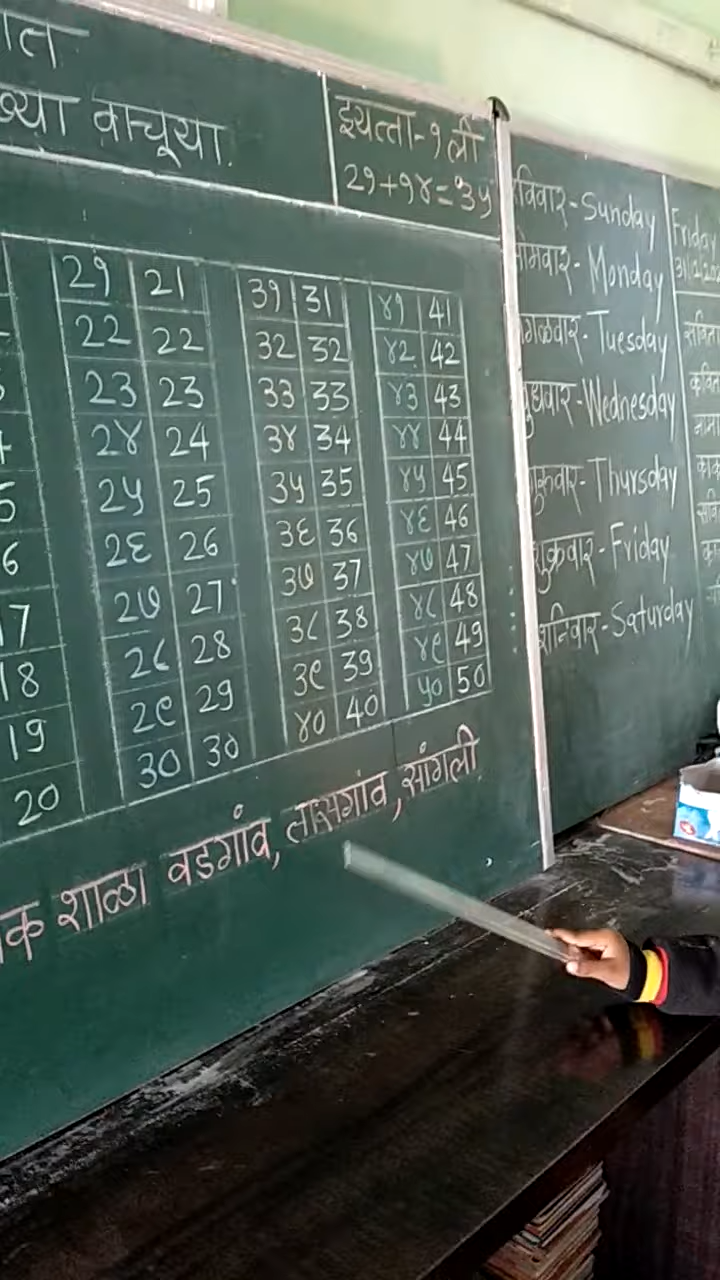 वाचूया.
इयत्ता-१ ली
२१+१४=३५
२१ 21 ३१ 31 ४१ 41
२२ 22 ३२ 32 ४२ 42
२३ 23 ३३ 33 ४३ 43
२४ 24 ३४ 34 ४४ 44
२५ 25 ३५ 35 ४५ 45
२६ 26 ३६ 36 ४६ 46
17 २७ 27 ३७ 37 ४७ 47
18 २८ 28 ३८ 38 ४८ 48
19 २९ 29 ३९ 39 ४९ 49
20 ३० 30 ४० 40 ५० 50
शाळा वडगांव, तासगांव, सांगली
रविवार-Sunday
सोमवार-Monday
मंगळवार-Tuesday
बुधवार-Wednesday
गुरुवार-Thursday
शुक्रवार-Friday
शनिवार-Saturday
Friday